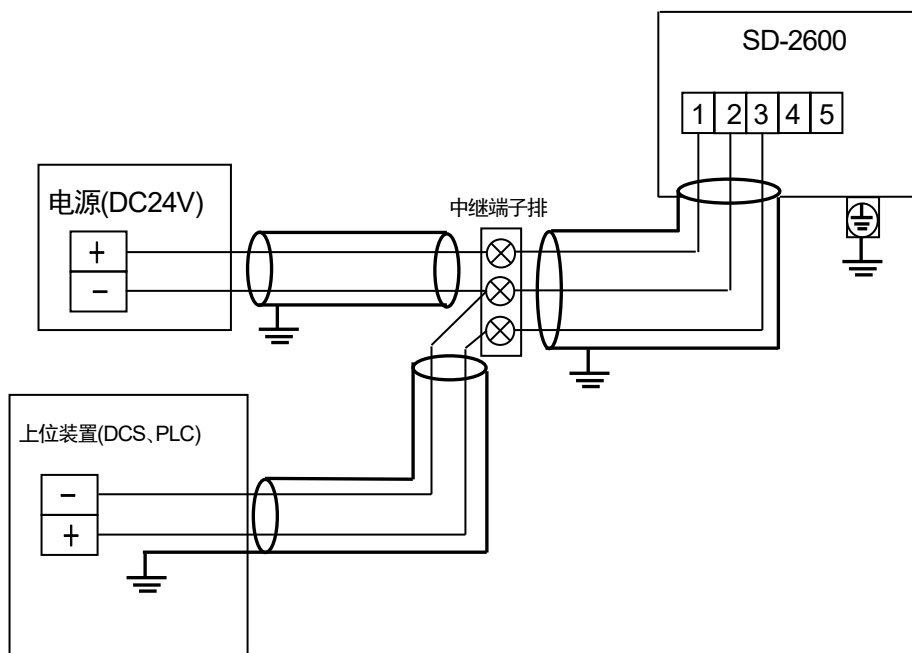 SD-2600
1 2 3 4 5
电源(DC24V)
+
−
中继端子排
上位装置(DCS、PLC)
−
+